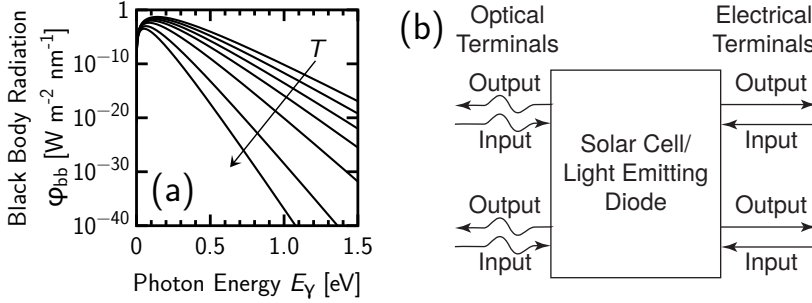 Black Body Radiation
φbb [W m-2 nm-1]
1
10−10
10−20
10−30
10−40
T
(a)
0 0.5 1.0 1.5
Photon Energy Eγ [eV]
(b)
Optical
Terminals
Electrical
Terminals
Output
Input
Output
Input
Solar Cell/
Light Emitting
Diode
Output
Input
Output
Input